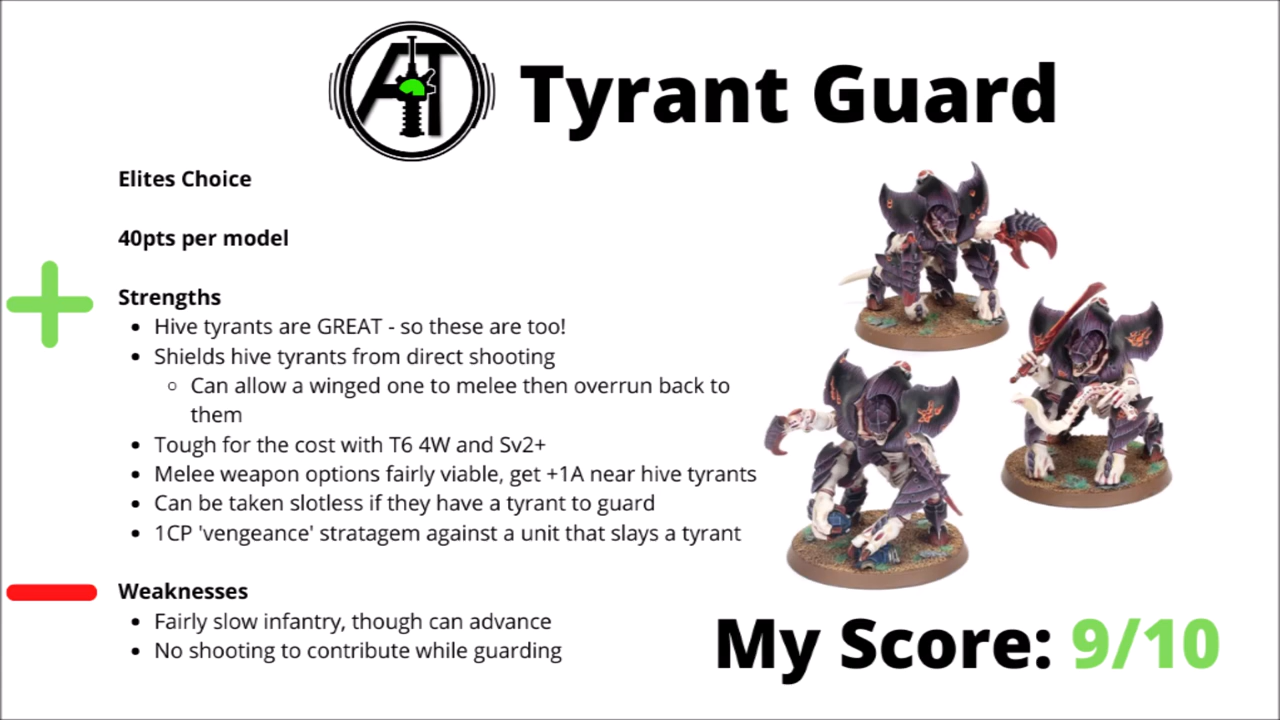 AT
Tyrant Guard
Elites Choice
40pts per model
Strengths
• Hive tyrants are GREAT - so these are too!
• Shields hive tyrants from direct shooting
○ Can allow a winged one to melee then overrun back to
them
• Tough for the cost with T6 4W and Sv2+
• Melee weapon options fairly viable, get +1A near hive tyrants
• Can be taken slotless if they have a tyrant to guard
• 1CP 'vengeance' stratagem against a unit that slays a tyrant
Weaknesses
• Fairly slow infantry, though can advance
• No shooting to contribute while guarding
My Score: 9/10